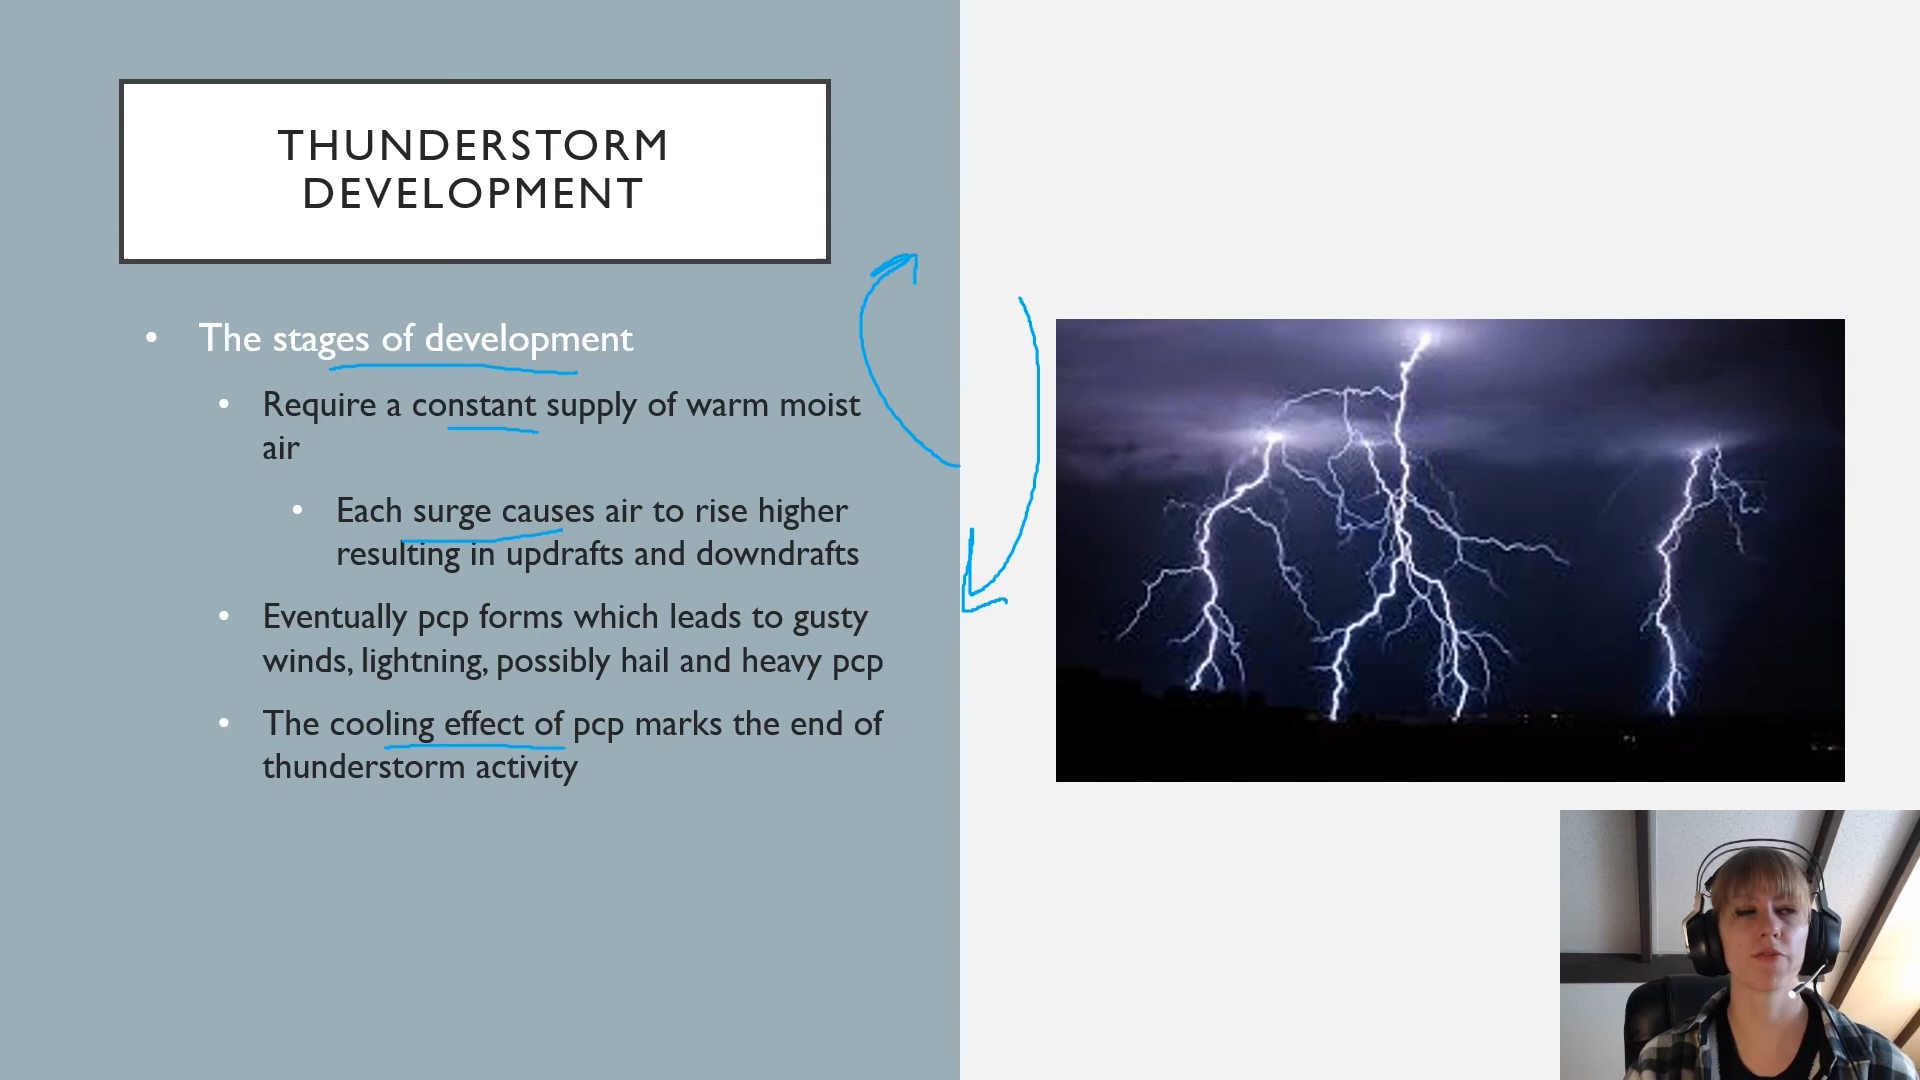 THUNDERSTORM
DEVELOPMENT
• The stages of development
• Require a constant supply of warm moist
air
• Each surge causes air to rise higher
resulting in updrafts and downdrafts
• Eventually pcp forms which leads to gusty
winds, lightning, possibly hail and heavy pcp
• The cooling effect of pcp marks the end of
thunderstorm activity